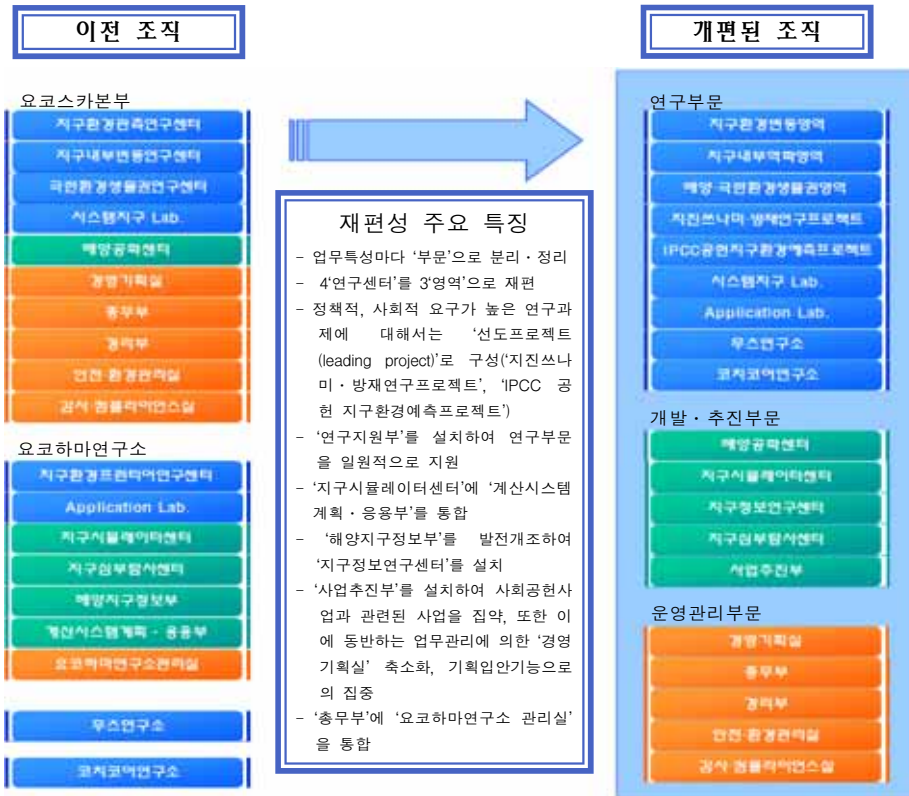 이전 조직
요코스카본부
지구환경관측연구센터
지구내부변동연구센터
극한환경생물권연구센터
시스템지구 Lab.
해양공학센터
경영기획실
총무부
경리부
안전·환경관리실
감사·컴플라이언스실
요코하마연구소
지구환경프런티어연구센터
Application Lab.
지구시뮬레이터센터
지구심부탐사센터
해양지구정보부
계산시스템계획·응용부
요코하마연구소관리실
무츠연구소
코치코어연구소
재편성 주요 특징
- 업무특성마다 ‘부문’으로 분리·정리
- 4‘연구센터’를 3‘영역’으로 재편
- 정책적, 사회적 요구가 높은 연구과
제에 대해서는 ‘선도프로젝트
(leading project)’로 구성(‘지진쓰나
미·방재연구프로젝트’, ‘IPCC 공
헌 지구환경예측프로젝트’)
- ‘연구지원부’를 설치하여 연구부문
을 일원적으로 지원
- ‘지구시뮬레이터센터’에 ‘계산시스템
계획·응용부’를 통합
- ‘해양지구정보부’를 발전개조하여
‘지구정보연구센터’를 설치
- ‘사업추진부’를 설치하여 사회공헌사
업과 관련된 사업을 집약, 또한 이
에 동반하는 업무관리에 의한 ‘경영
기획실’ 축소화, 기획입안기능으로
의 집중
- ‘총무부’에 ‘요코하마연구소 관리실’
을 통합
개편된 조직
연구부문
지구환경변동영역
지구내부역학영역
해양·극한환경생물권영역
지진쓰나미·방재연구프로젝트
IPCC공헌지구환경예측프로젝트
시스템지구 Lab.
Application Lab.
무츠연구소
코치코어연구소
개발·추진부문
해양공학센터
지구시뮬레이터센터
지구정보연구센터
지구심부탐사센터
사업추진부
운영관리부문
경영기획실
총무부
경리부
안전·환경관리실
감사·컴플라이언스실